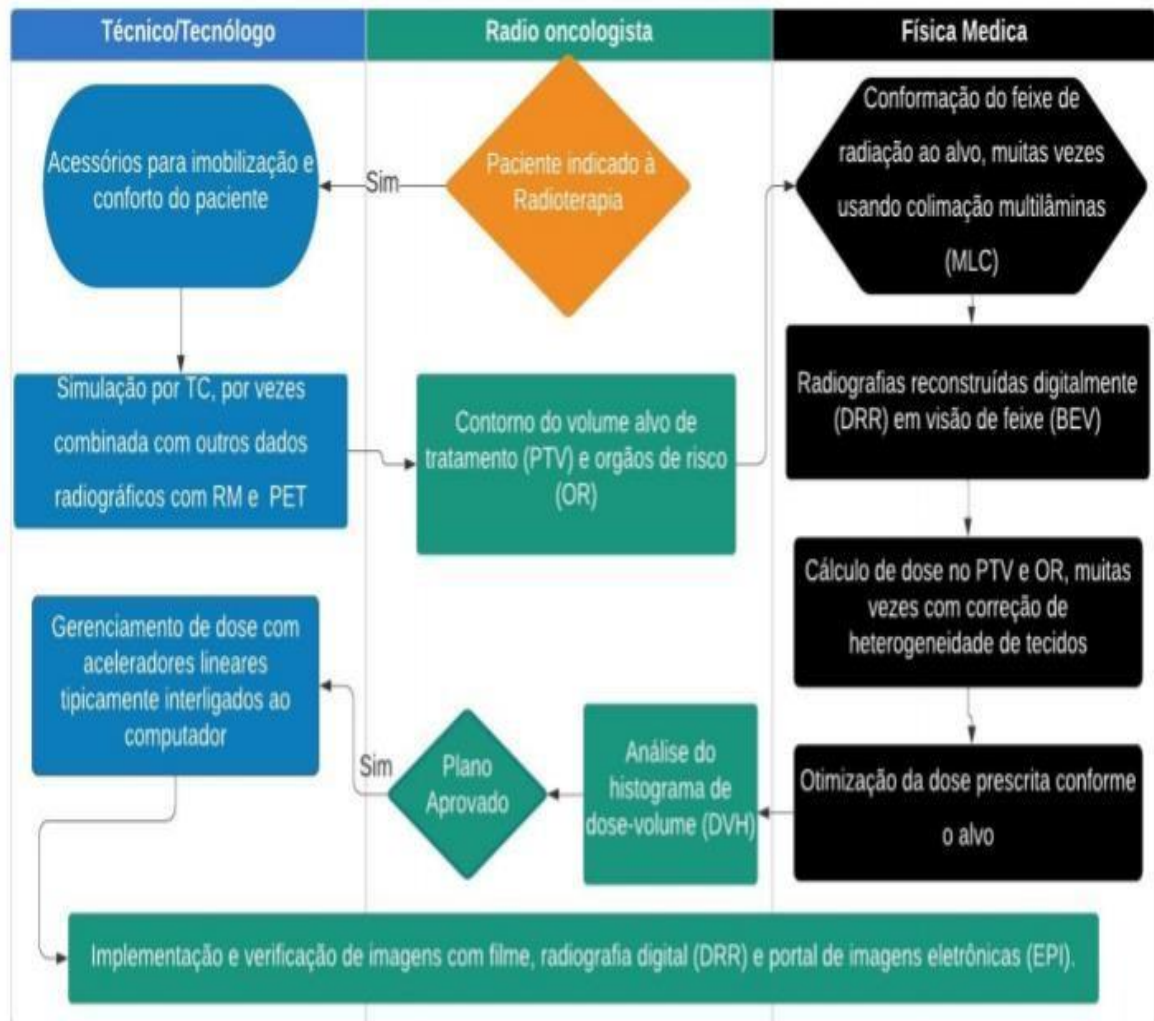 Técnico/Tecnólogo
Radio oncologista
Física Medica
Paciente indicado à
Radioterapia
Sim
Acessórios para imobilização e
conforto do paciente
Simulação por TC, por vezes
combinada com outros dados
radiográficos com RM e PET
Contorno do volume alvo de
tratamento (PTV) e orgãos de risco
(OR)
Conformação do feixe de
radiação ao alvo, muitas vezes
usando colimação multilâminas
(MLC)
Radiografias reconstruídas digitalmente
(DRR) em visão de feixe (BEV)
Cálculo de dose no PTV e OR, muitas
vezes com correção de
heterogeneidade de tecidos
Otimização da dose prescrita conforme
o alvo
Análise do
histograma de
dose-volume (DVH)
Plano
Aprovado
Sim
Gerenciamento de dose com
aceleradores lineares
tipicamente interligados ao
computador
Implementação e verificação de imagens com filme, radiografia digital (DRR) e portal de imagens eletrônicas (EPI).